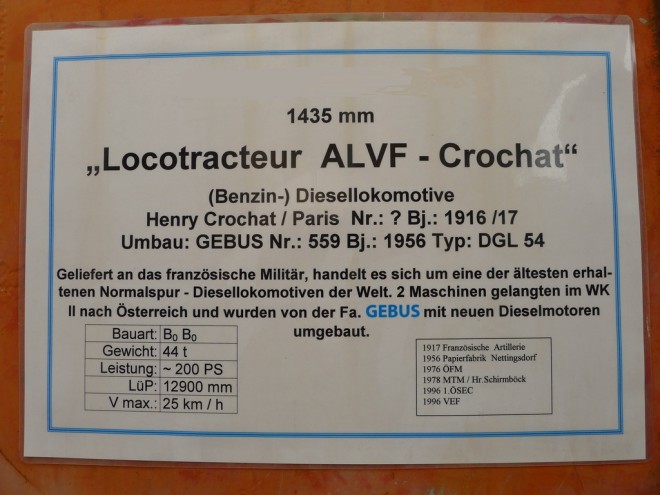 1435 mm
„Locotracteur ALVF - Crochat“
(Benzin-) Diesellokomotive
Henry Crochat / Paris Nr.: ? Bj.: 1916 /17
Umbau: GEBUS Nr.: 559 Bj.: 1956 Typ: DGL 54
Geliefert an das französische Militär, handelt es sich um eine der ältesten erhal-
tenen Normalspur - Diesellokomotiven der Welt. 2 Maschinen gelangten im WK
II nach Österreich und wurden von der Fa. GEBUS mit neuen Dieselmotoren
umgebaut.
Bauart: B₀ B₀
Gewicht: 44 t
Leistung: ~ 200 PS
LüP: 12900 mm
V max.: 25 km / h
1917 Französische Artillerie
1956 Papierfabrik Nettingsdorf
1976 ÖFM
1978 MTM / Hr.Schirmböck
1996 1.ÖSEC
1996 VEF